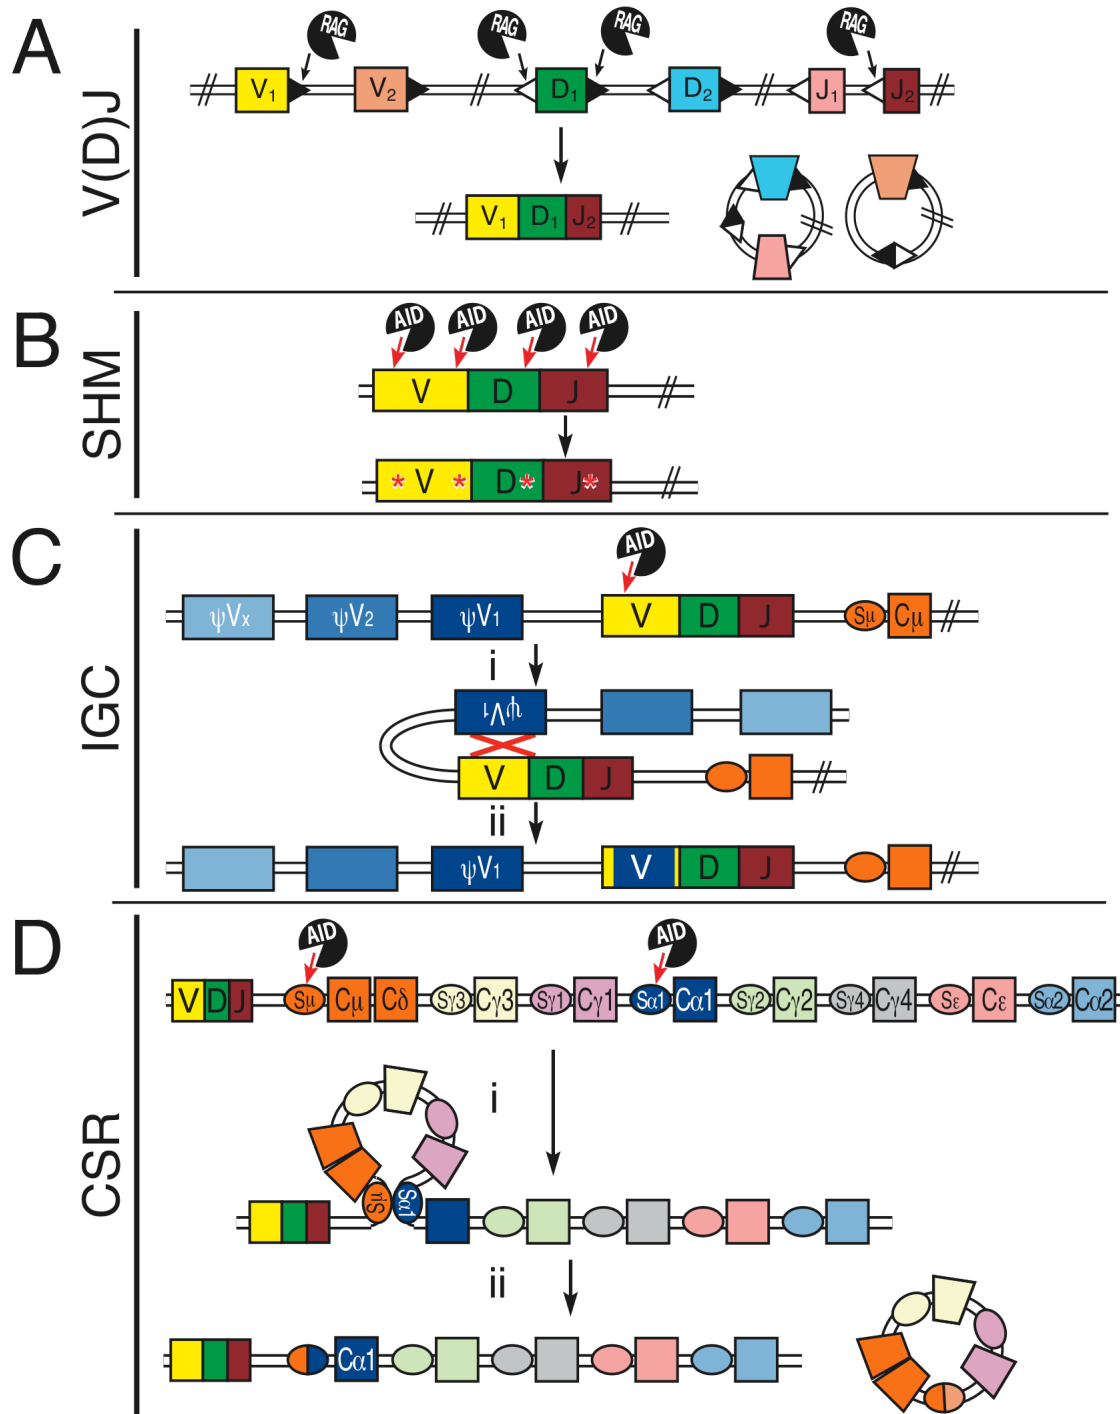 A
V(D)J
RAG RAG RAG RAG
V1 V2 D1 D2 J1 J2
V1 D1 J2
B
SHM
AID AID AID AID
V D J
* V * D * J *
C
IGC
AID
ψVx ψV2 ψV1 V D J Sμ Cμ
i
ψV1
V D J
ii
ψV1 V D J
D
CSR
AID AID
V D J Sμ Cμ Cδ Sγ3 Cγ3 Sγ1 Cγ1 Sα1 Cα1 Sγ2 Cγ2 Sγ4 Cγ4 Sε Cε Sα2 Cα2
i
Sμ Sα1
ii
Cα1